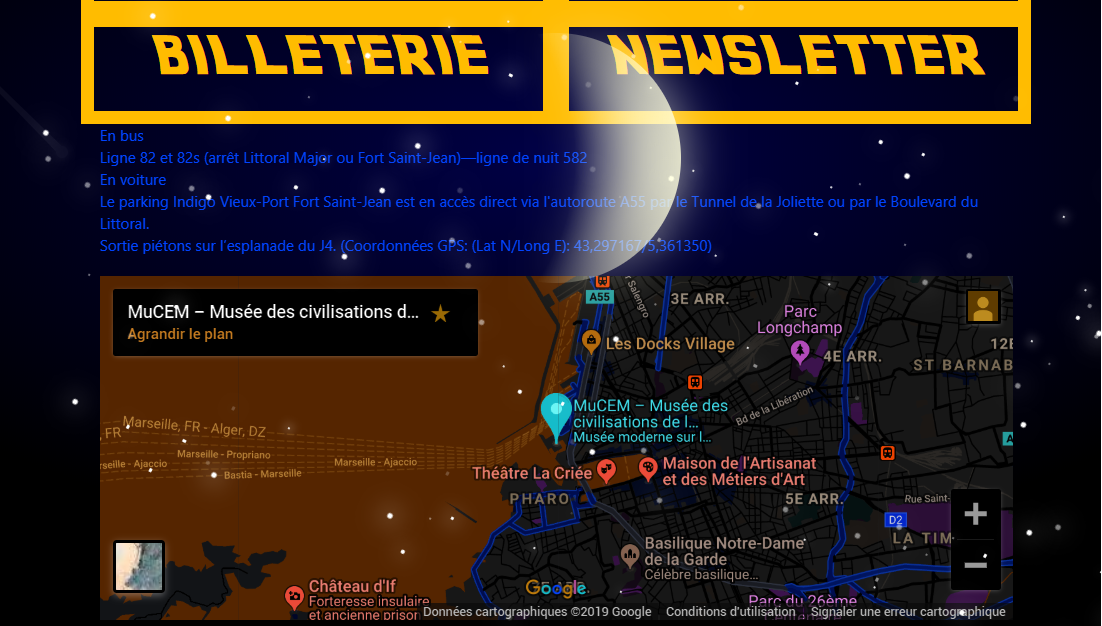 BILLETERIE
NEWSLETTER
En bus
Ligne 82 et 82s (arrêt Littoral Major ou Fort Saint-Jean)—ligne de nuit 582
En voiture
Le parking Indigo Vieux-Port Fort Saint-Jean est en accès direct via l'autoroute A55 par le Tunnel de la Joliette ou par le Boulevard du
Littoral.
Sortie piétons sur l'esplanade du J4. (Coordonnées GPS: (Lat N/Long E): 43,297167/5,361350)
MuCEM – Musée des civilisations d...
Agrandir le plan
A55
Salengro
3E ARR.
Parc
Longchamp
Les Docks Village
4E ARR.
12E
ST BARNAB
MuCEM – Musée des
civilisations de l...
Musée moderne sur l...
Bd de la Libération
Marseille, FR - Alger, DZ
, FR
Marseille - Propriano
rseille - Ajaccio
Marseille - Ajaccio
Bastia - Marseille
Théâtre La Criée
Maison de l'Artisanat
et des Métiers d'Art
PHARO
5E ARR.
Rue Saint-
D2
LA TIM
Basilique Notre-Dame
de la Garde
Célèbre basilique...
Château d'If
Forteresse insulaire
et ancienne prison
Google
Parc du 26ème
Données cartographiques ©2019 Google
Conditions d'utilisation
Signaler une erreur cartographique